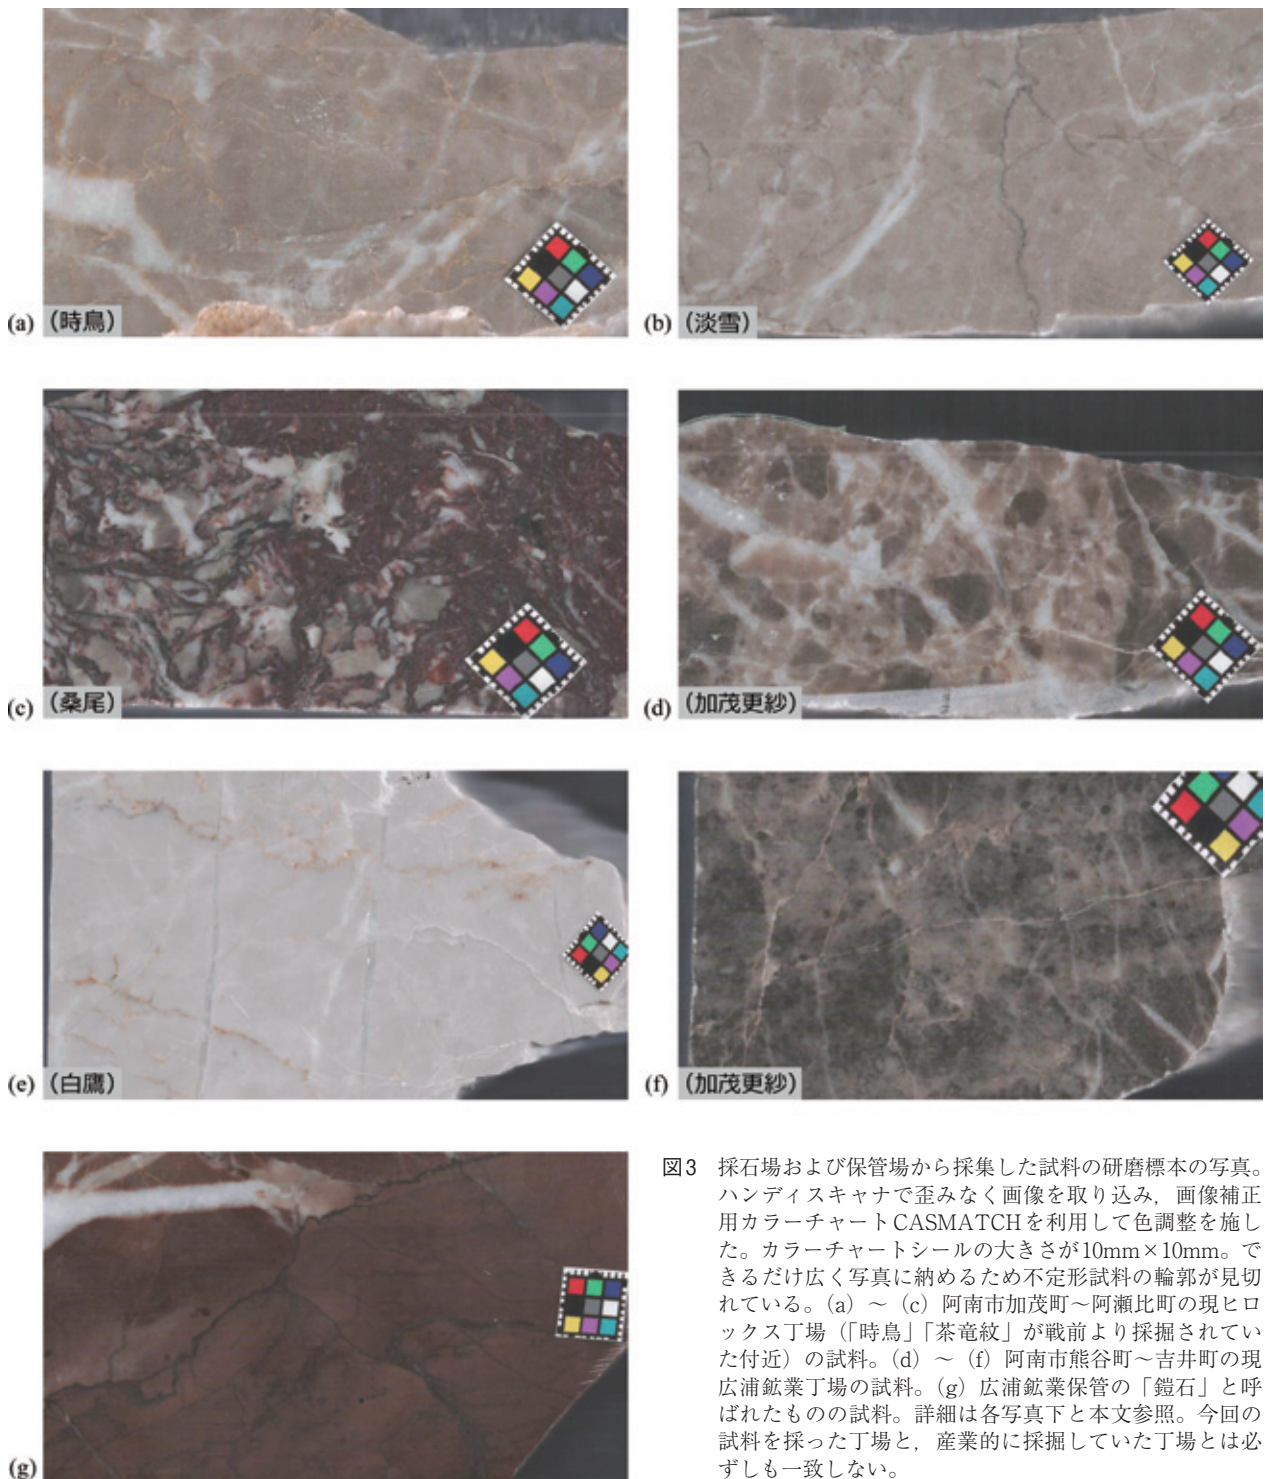 (a) (時鳥)
(b) (淡雪)
(c) (桑尾)
(d) (加茂更紗)
(e) (白鷹)
(f) (加茂更紗)
(g)
図3 採石場および保管場から採集した試料の研磨標本の写真。
ハンディスキャナで歪みなく画像を取り込み，画像補正
用カラーチャートCASMATCHを利用して色調整を施し
た。カラーチャートシールの大きさが10mm×10mm。で
きるだけ広く写真に納めるため不定形試料の輪郭が見切
れている。(a) ～ (c) 阿南市加茂町～阿瀬比町の現ヒロ
ックス丁場（「時鳥」「茶竜紋」が戦前より採掘されてい
た付近）の試料。(d) ～ (f) 阿南市熊谷町～吉井町の現
広浦鉱業丁場の試料。(g) 広浦鉱業保管の「鎧石」と呼
ばれたものの試料。詳細は各写真下と本文参照。今回の
試料を採った丁場と，産業的に採掘していた丁場とは必
ずしも一致しない。